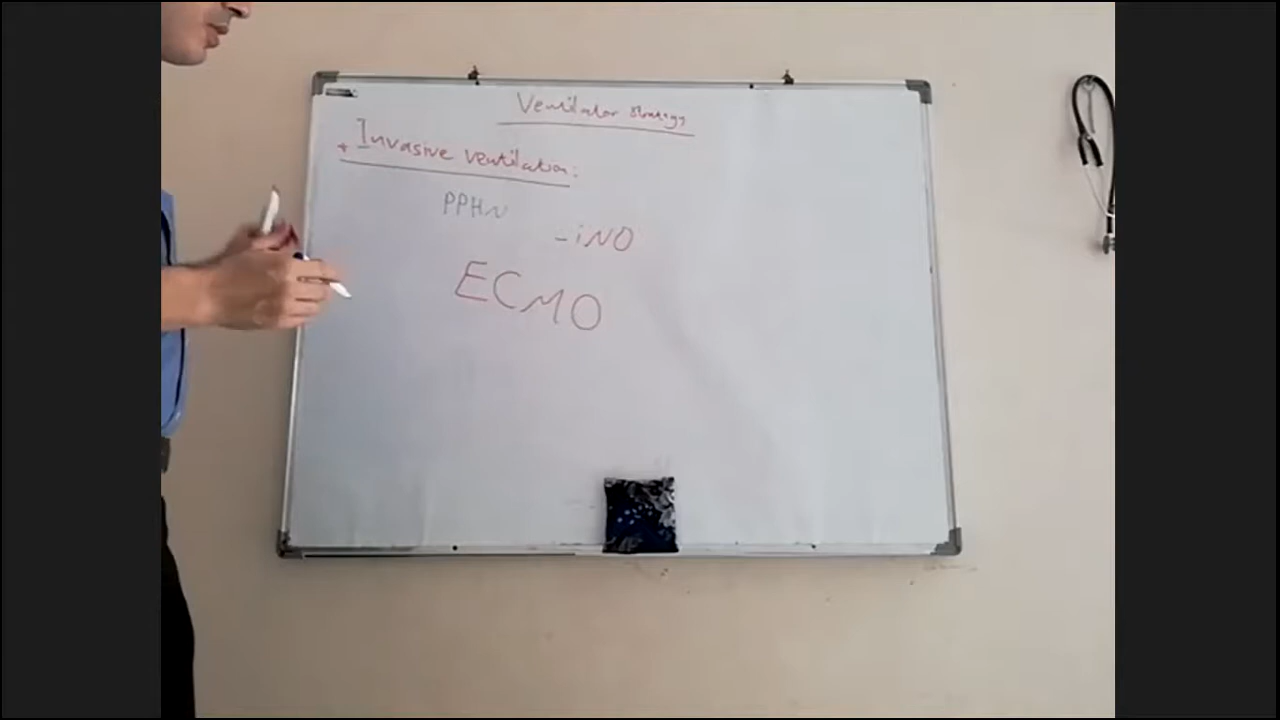 Ventilator strategy
+ Invasive ventilation:
PPHN
- iNO
ECMO